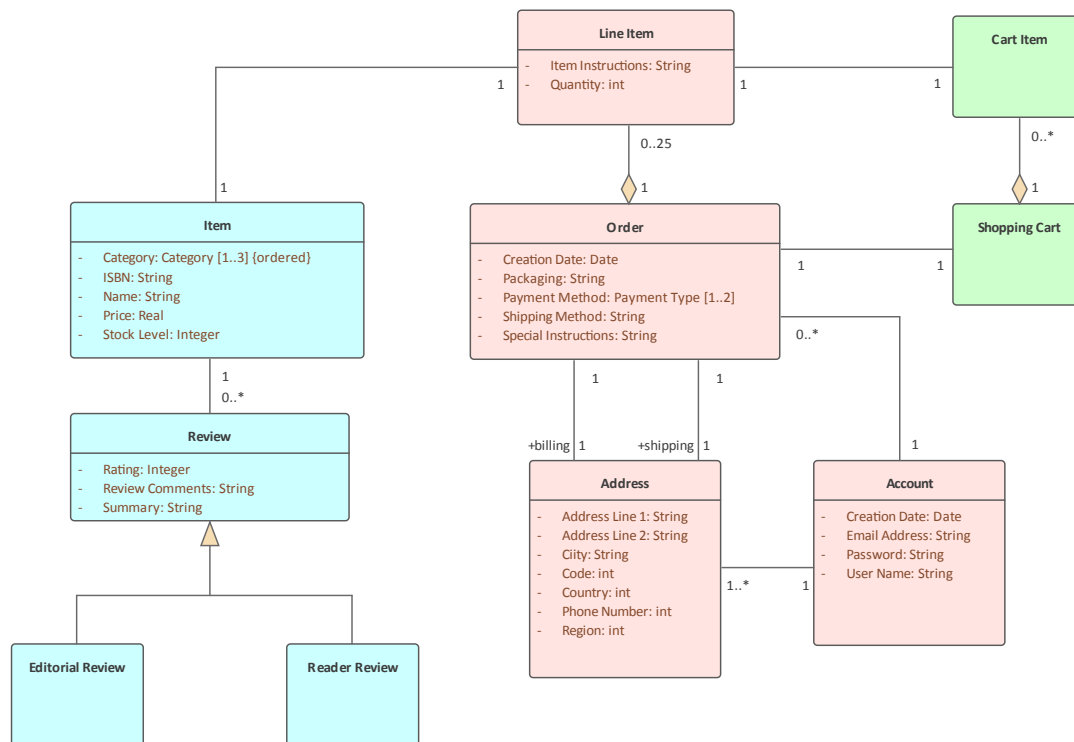 Line Item
- Item Instructions: String
- Quantity: int
Cart Item
1
1
1
1
0..25
0..*
1
1
1
Item
- Category: Category [1..3] {ordered}
- ISBN: String
- Name: String
- Price: Real
- Stock Level: Integer
Order
- Creation Date: Date
- Packaging: String
- Payment Method: Payment Type [1..2]
- Shipping Method: String
- Special Instructions: String
Shopping Cart
1
1
0..*
1
0..*
1
1
Review
- Rating: Integer
- Review Comments: String
- Summary: String
+billing
1
+shipping
1
1
Address
- Address Line 1: String
- Address Line 2: String
- Ciity: String
- Code: int
- Country: int
- Phone Number: int
- Region: int
Account
- Creation Date: Date
- Email Address: String
- Password: String
- User Name: String
1..*
1
Editorial Review
Reader Review